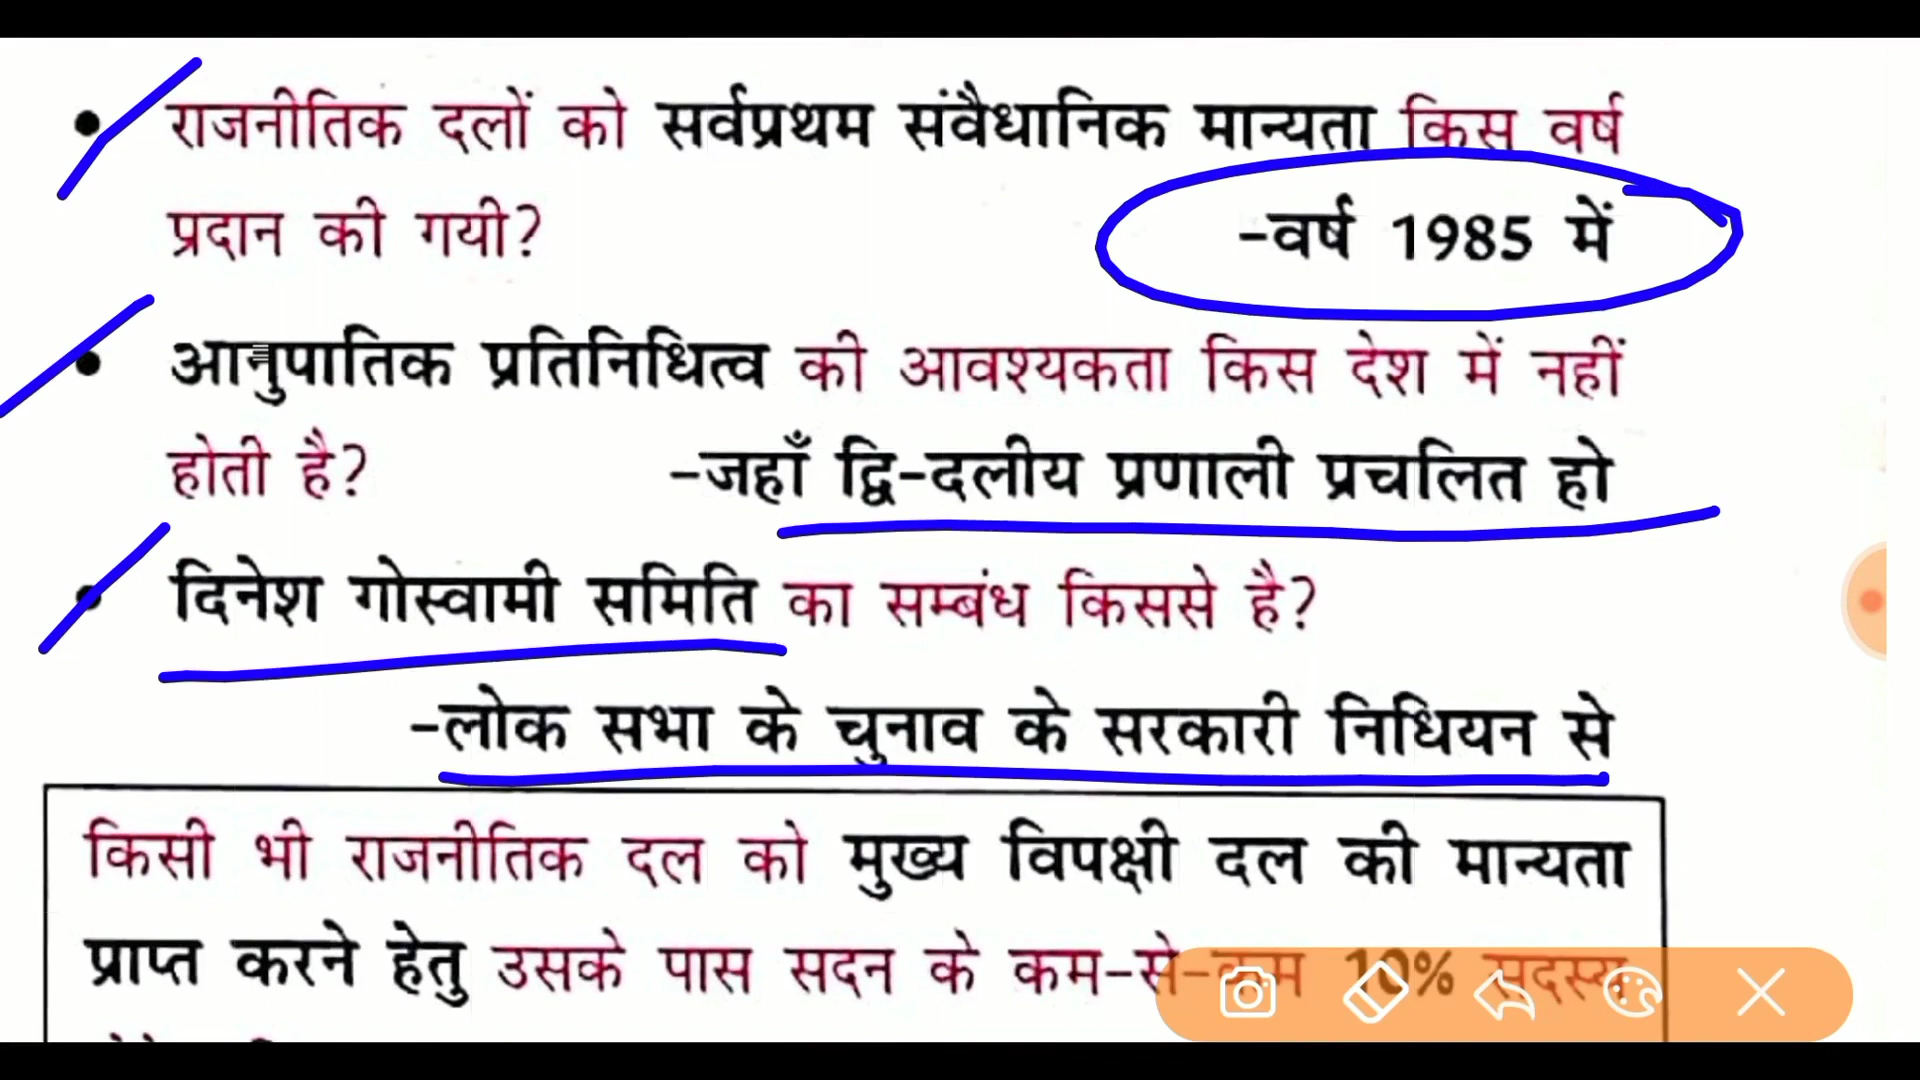 • राजनीतिक दलों को सर्वप्रथम संवैधानिक मान्यता किस वर्ष
प्रदान की गयी? -वर्ष 1985 में
• आनुपातिक प्रतिनिधित्व की आवश्यकता किस देश में नहीं
होती है? -जहाँ द्वि-दलीय प्रणाली प्रचलित हो
• दिनेश गोस्वामी समिति का सम्बंध किससे है?
-लोक सभा के चुनाव के सरकारी निधियन से
किसी भी राजनीतिक दल को मुख्य विपक्षी दल की मान्यता
प्राप्त करने हेतु उसके पास सदन के कम-से-कम 10% सदस्य